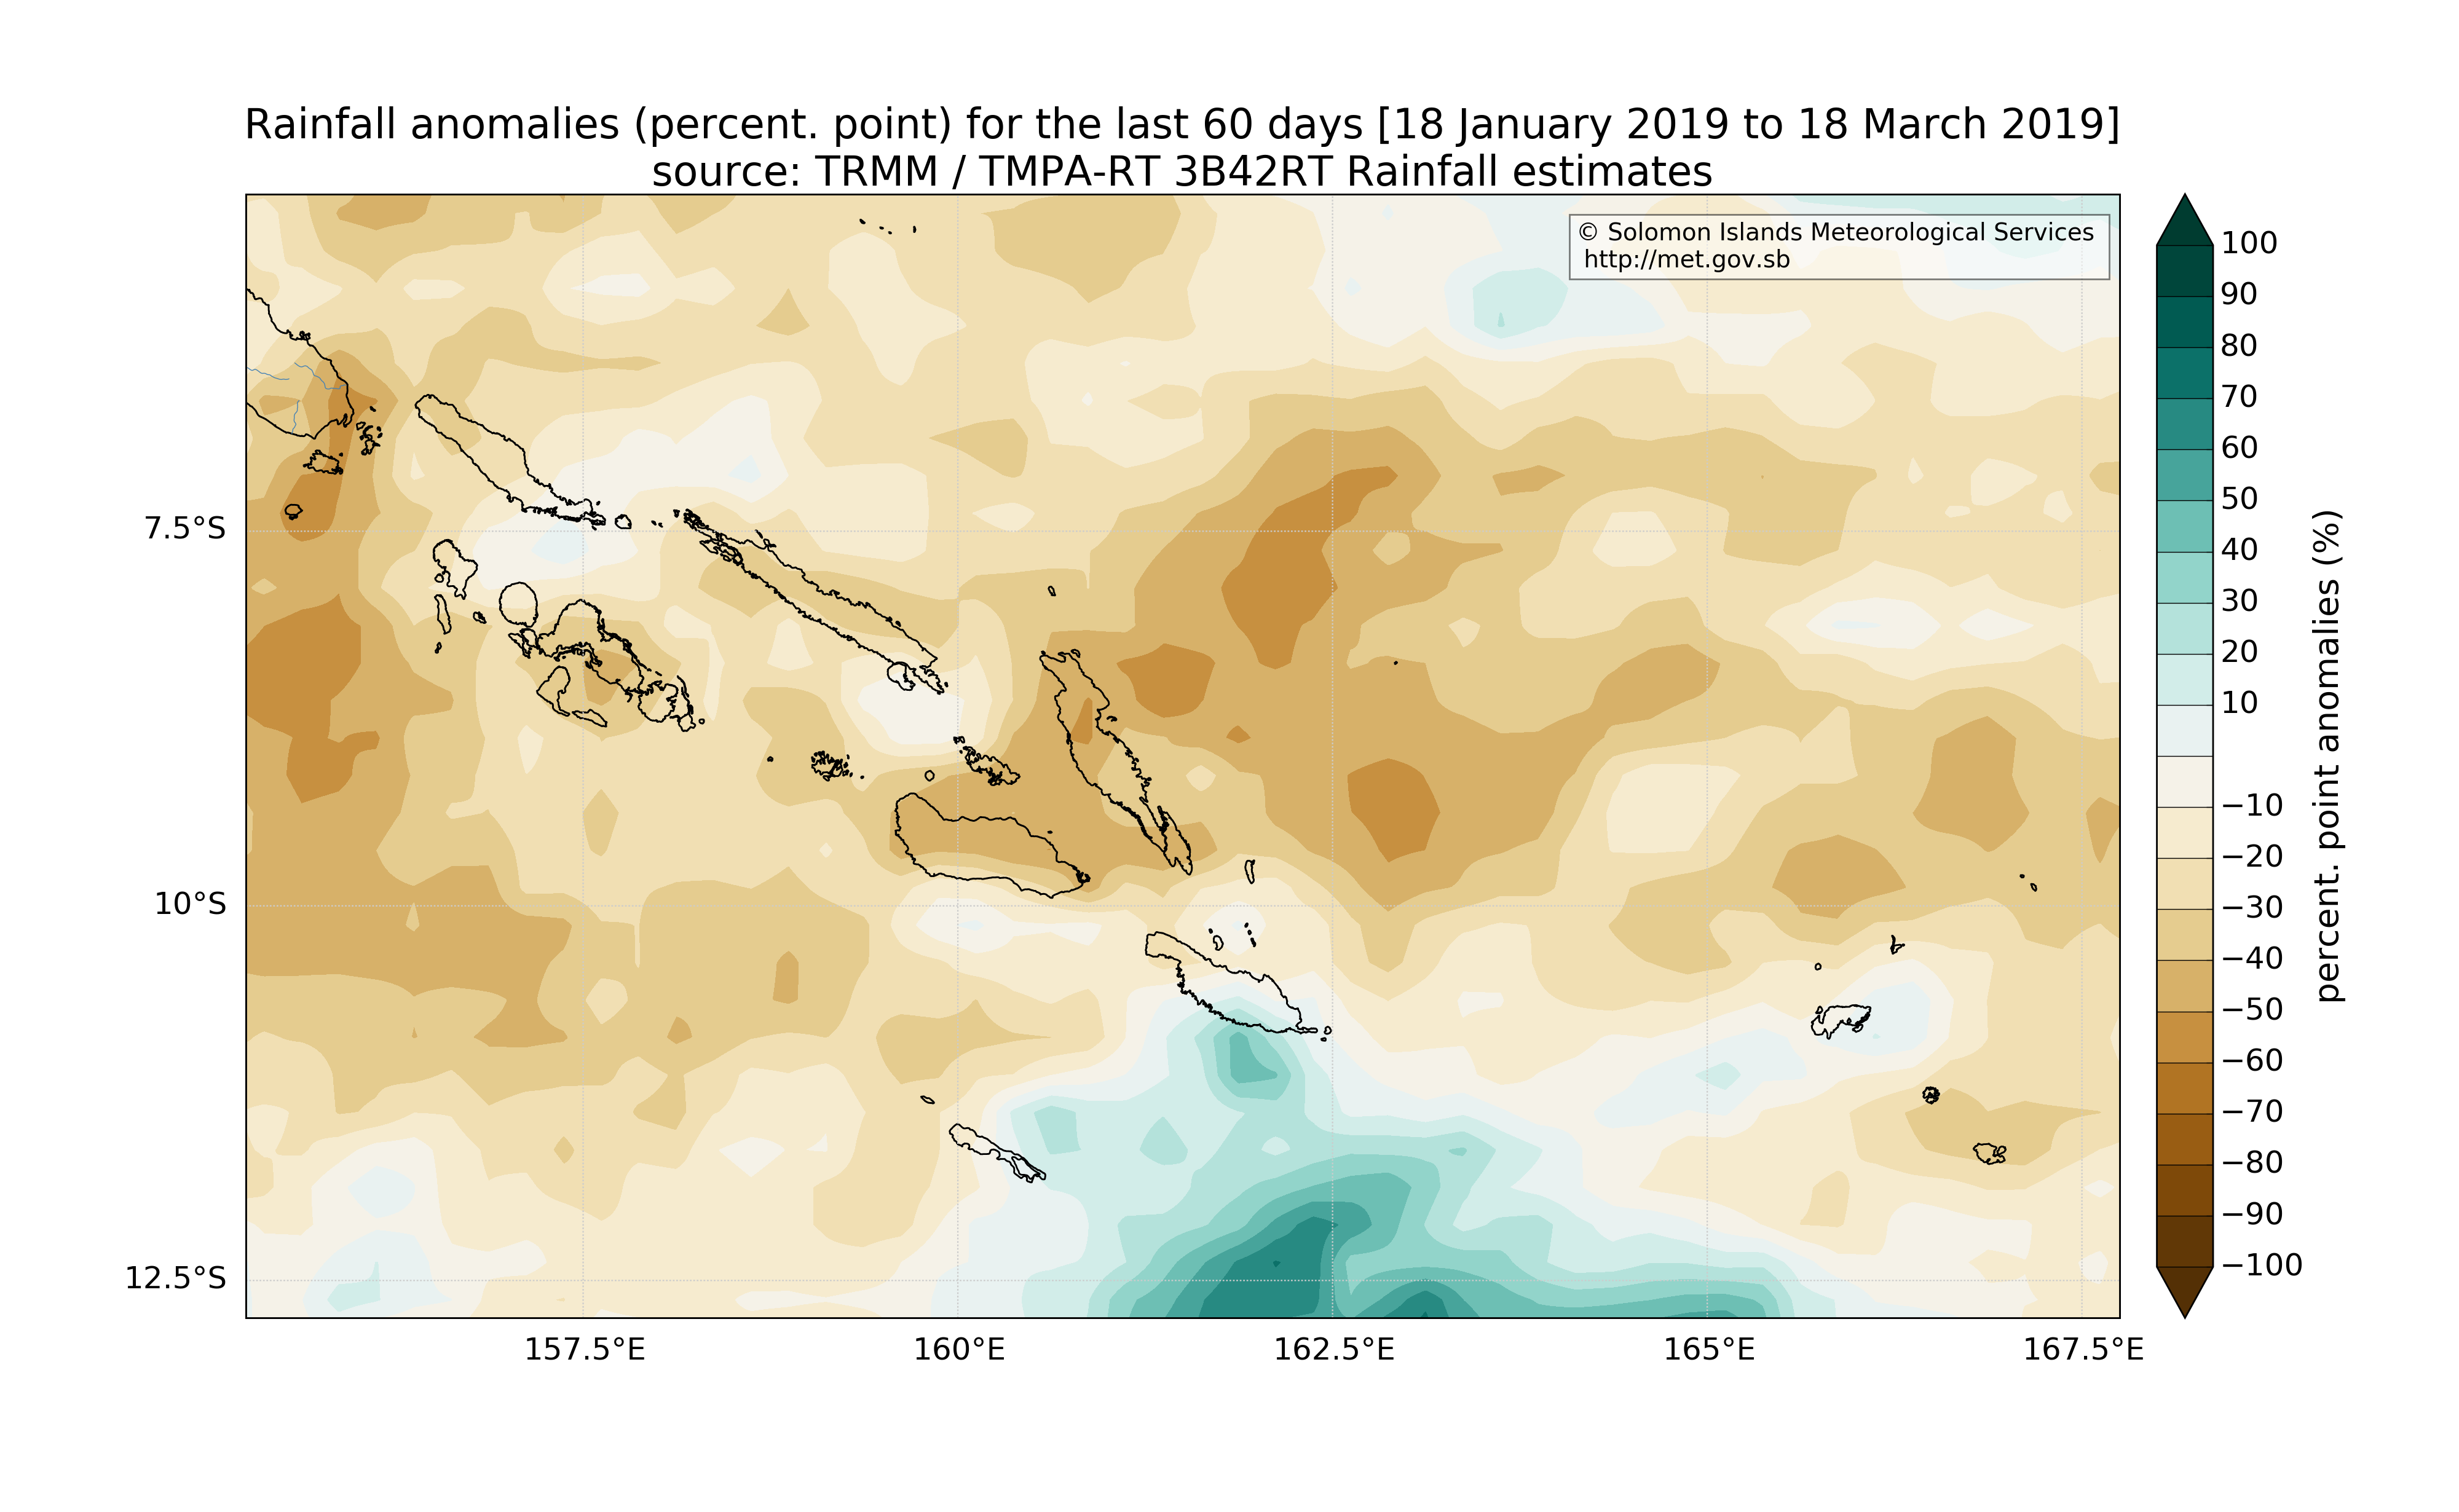 Rainfall anomalies (percent. point) for the last 60 days [18 January 2019 to 18 March 2019]
source: TRMM / TMPA-RT 3B42RT Rainfall estimates
© Solomon Islands Meteorological Services
http://met.gov.sb
7.5°S
10°S
12.5°S
157.5°E
160°E
162.5°E
165°E
167.5°E
100
90
80
70
60
50
40
30
20
10
−10
−20
−30
−40
−50
−60
−70
−80
−90
−100
percent. point anomalies (%)